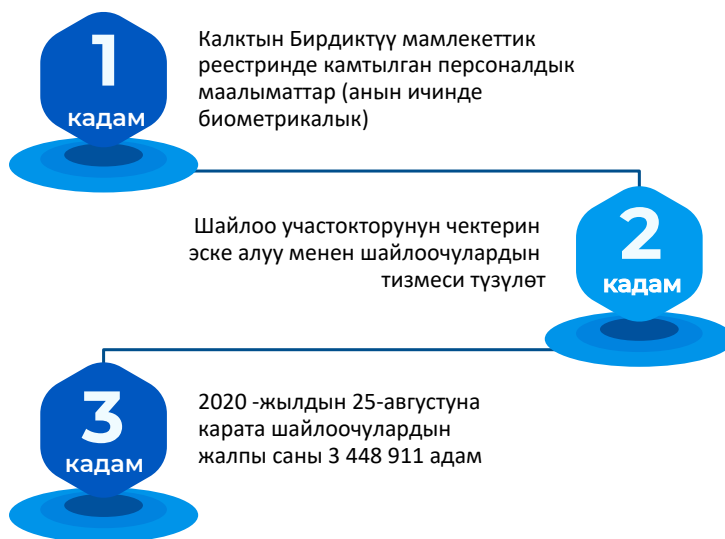 1
кадам
Калктын Бирдиктүү мамлекеттик
реестринде камтылган персоналдык
маалыматтар (анын ичинде
биометрикалык)
2
кадам
Шайлоо участокторунун чектерин
эске алуу менен шайлоочулардын
тизмеси түзүлөт
3
кадам
2020 -жылдын 25-августуна
карата шайлоочулардын
жалпы саны 3 448 911 адам